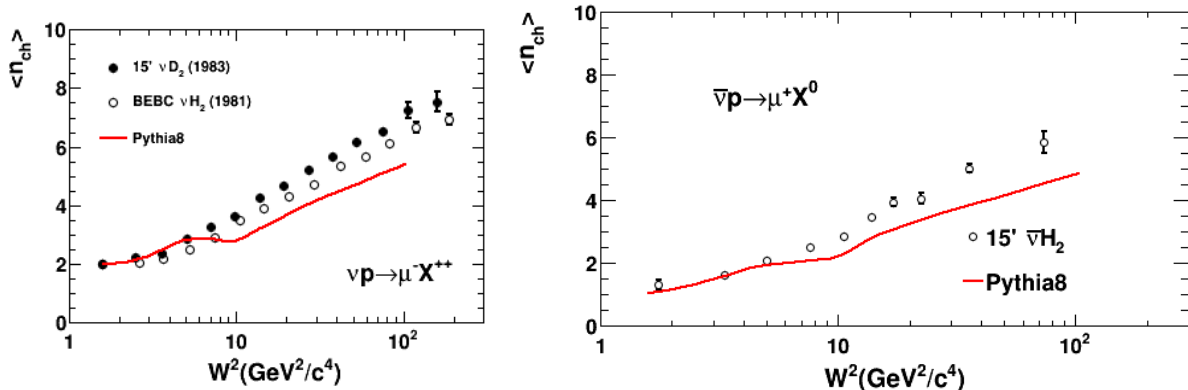 <n_ch>
10
8
6
4
2
0
15' νD₂ (1983)
BEBC νH₂ (1981)
Pythia8
νp→μ⁻X⁺⁺
1 10 10²
W²(GeV²/c⁴)
<n_ch>
10
8
6
4
2
0
ν̅p→μ⁺X⁰
15' ν̅H₂
Pythia8
1 10 10²
W²(GeV²/c⁴)